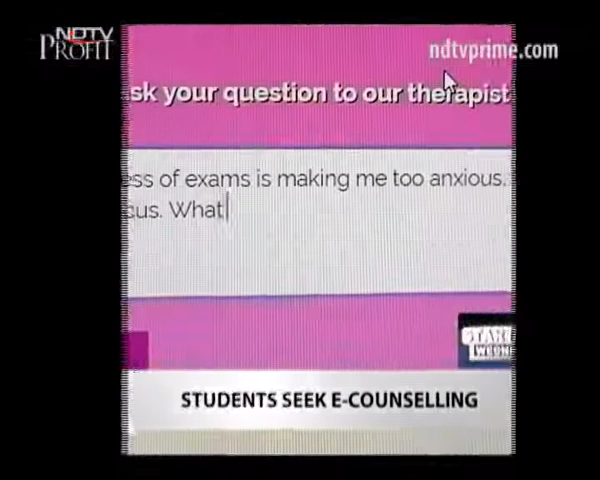 NDTV
PROFIT
ndtvprime.com
sk your question to our therapist
ess of exams is making me too anxious.
cus. What
STUDENTS SEEK E-COUNSELLING